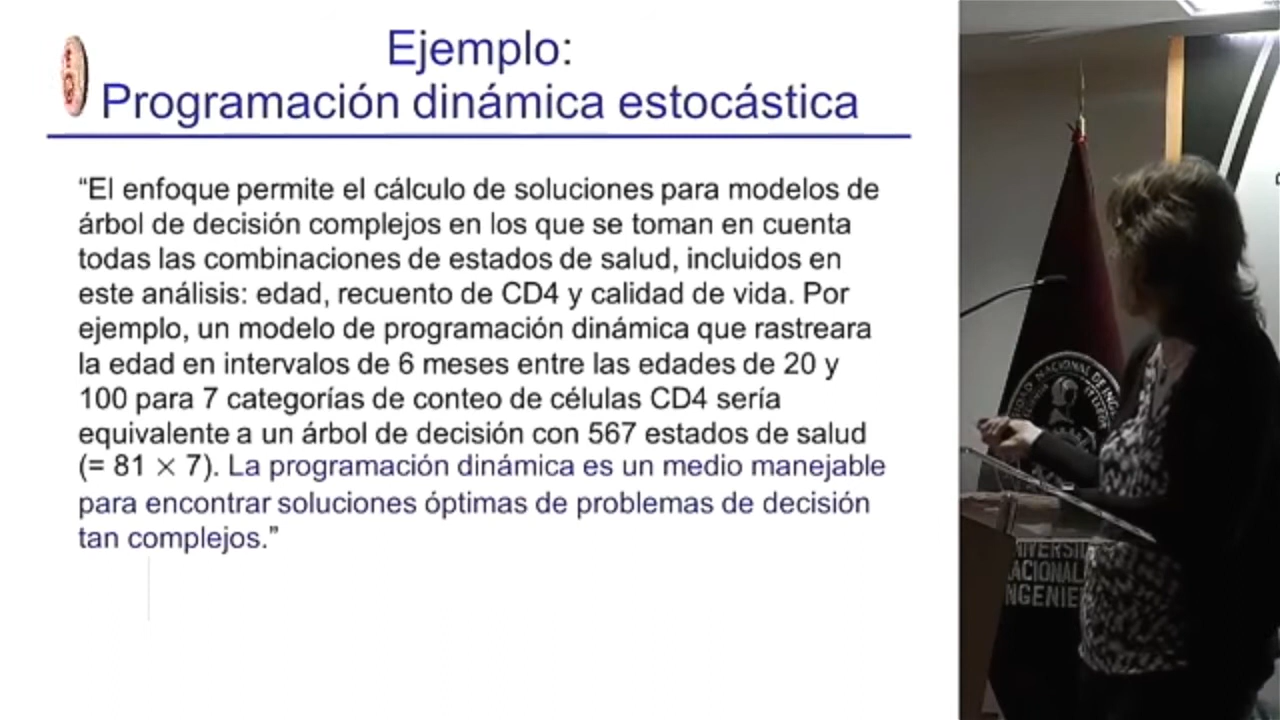 Ejemplo:
Programación dinámica estocástica
“El enfoque permite el cálculo de soluciones para modelos de
árbol de decisión complejos en los que se toman en cuenta
todas las combinaciones de estados de salud, incluidos en
este análisis: edad, recuento de CD4 y calidad de vida. Por
ejemplo, un modelo de programación dinámica que rastreara
la edad en intervalos de 6 meses entre las edades de 20 y
100 para 7 categorías de conteo de células CD4 sería
equivalente a un árbol de decisión con 567 estados de salud
(= 81 × 7). La programación dinámica es un medio manejable
para encontrar soluciones óptimas de problemas de decisión
tan complejos.”
NACIONAL DE